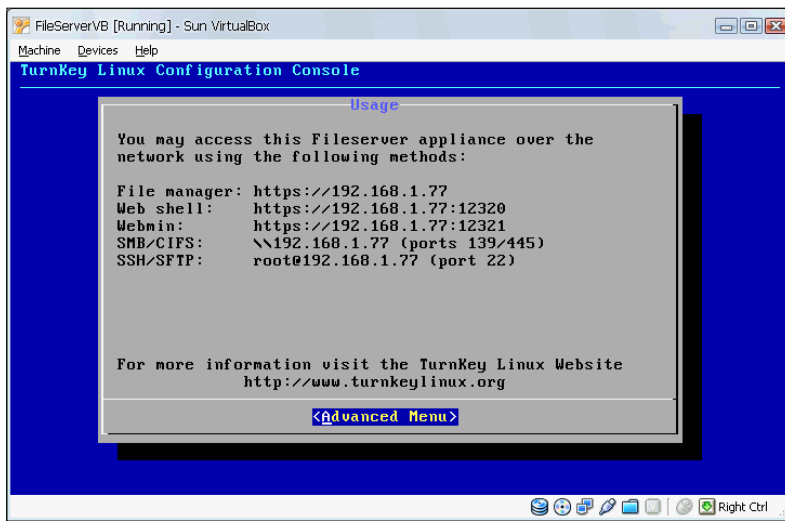 FileServerVB [Running] - Sun VirtualBox
Machine Devices Help
TurnKey Linux Configuration Console
Usage
You may access this Fileserver appliance over the
network using the following methods:
File manager: https://192.168.1.77
Web shell: https://192.168.1.77:12320
Webmin: https://192.168.1.77:12321
SMB/CIFS: \\192.168.1.77 (ports 139/445)
SSH/SFTP: root@192.168.1.77 (port 22)
For more information visit the TurnKey Linux Website
http://www.turnkeylinux.org
<Advanced Menu>
Right Ctrl